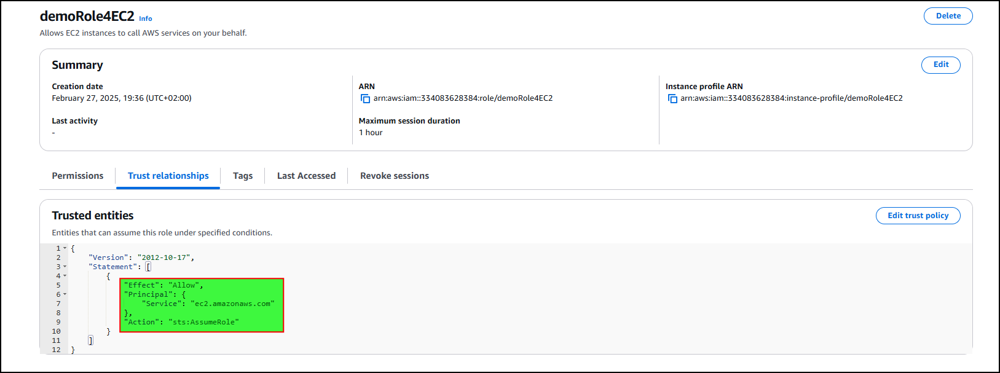 demoRole4EC2 Info
Delete
Allows EC2 instances to call AWS services on your behalf.
Summary
Edit
Creation date
February 27, 2025, 19:36 (UTC+02:00)
ARN
arn:aws:iam::334083628384:role/demoRole4EC2
Instance profile ARN
arn:aws:iam::334083628384:instance-profile/demoRole4EC2
Last activity
-
Maximum session duration
1 hour
Permissions Trust relationships Tags Last Accessed Revoke sessions
Trusted entities
Edit trust policy
Entities that can assume this role under specified conditions.
1 {
2 "Version": "2012-10-17",
3 "Statement": [
4 {
5 "Effect": "Allow",
6 "Principal": {
7 "Service": "ec2.amazonaws.com"
8 },
9 "Action": "sts:AssumeRole"
10 }
11 ]
12 }